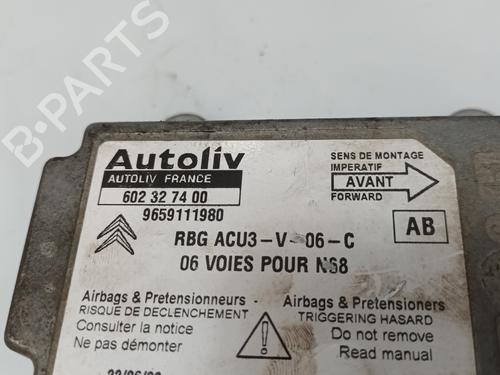 B-PARTS
Autoliv
AUTOLIV FRANCE
602 32 74 00
9659111980
SENS DE MONTAGE
IMPERATIF
AVANT
FORWARD
RBG ACU3-V-06-C
AB
06 VOIES POUR N68
Airbags & Pretensionneurs
RISQUE DE DECLENCHEMENT
Consulter la notice
Ne pas démonter
Airbags & Pretensioners
TRIGGERING HASARD
Do not remove
Read manual